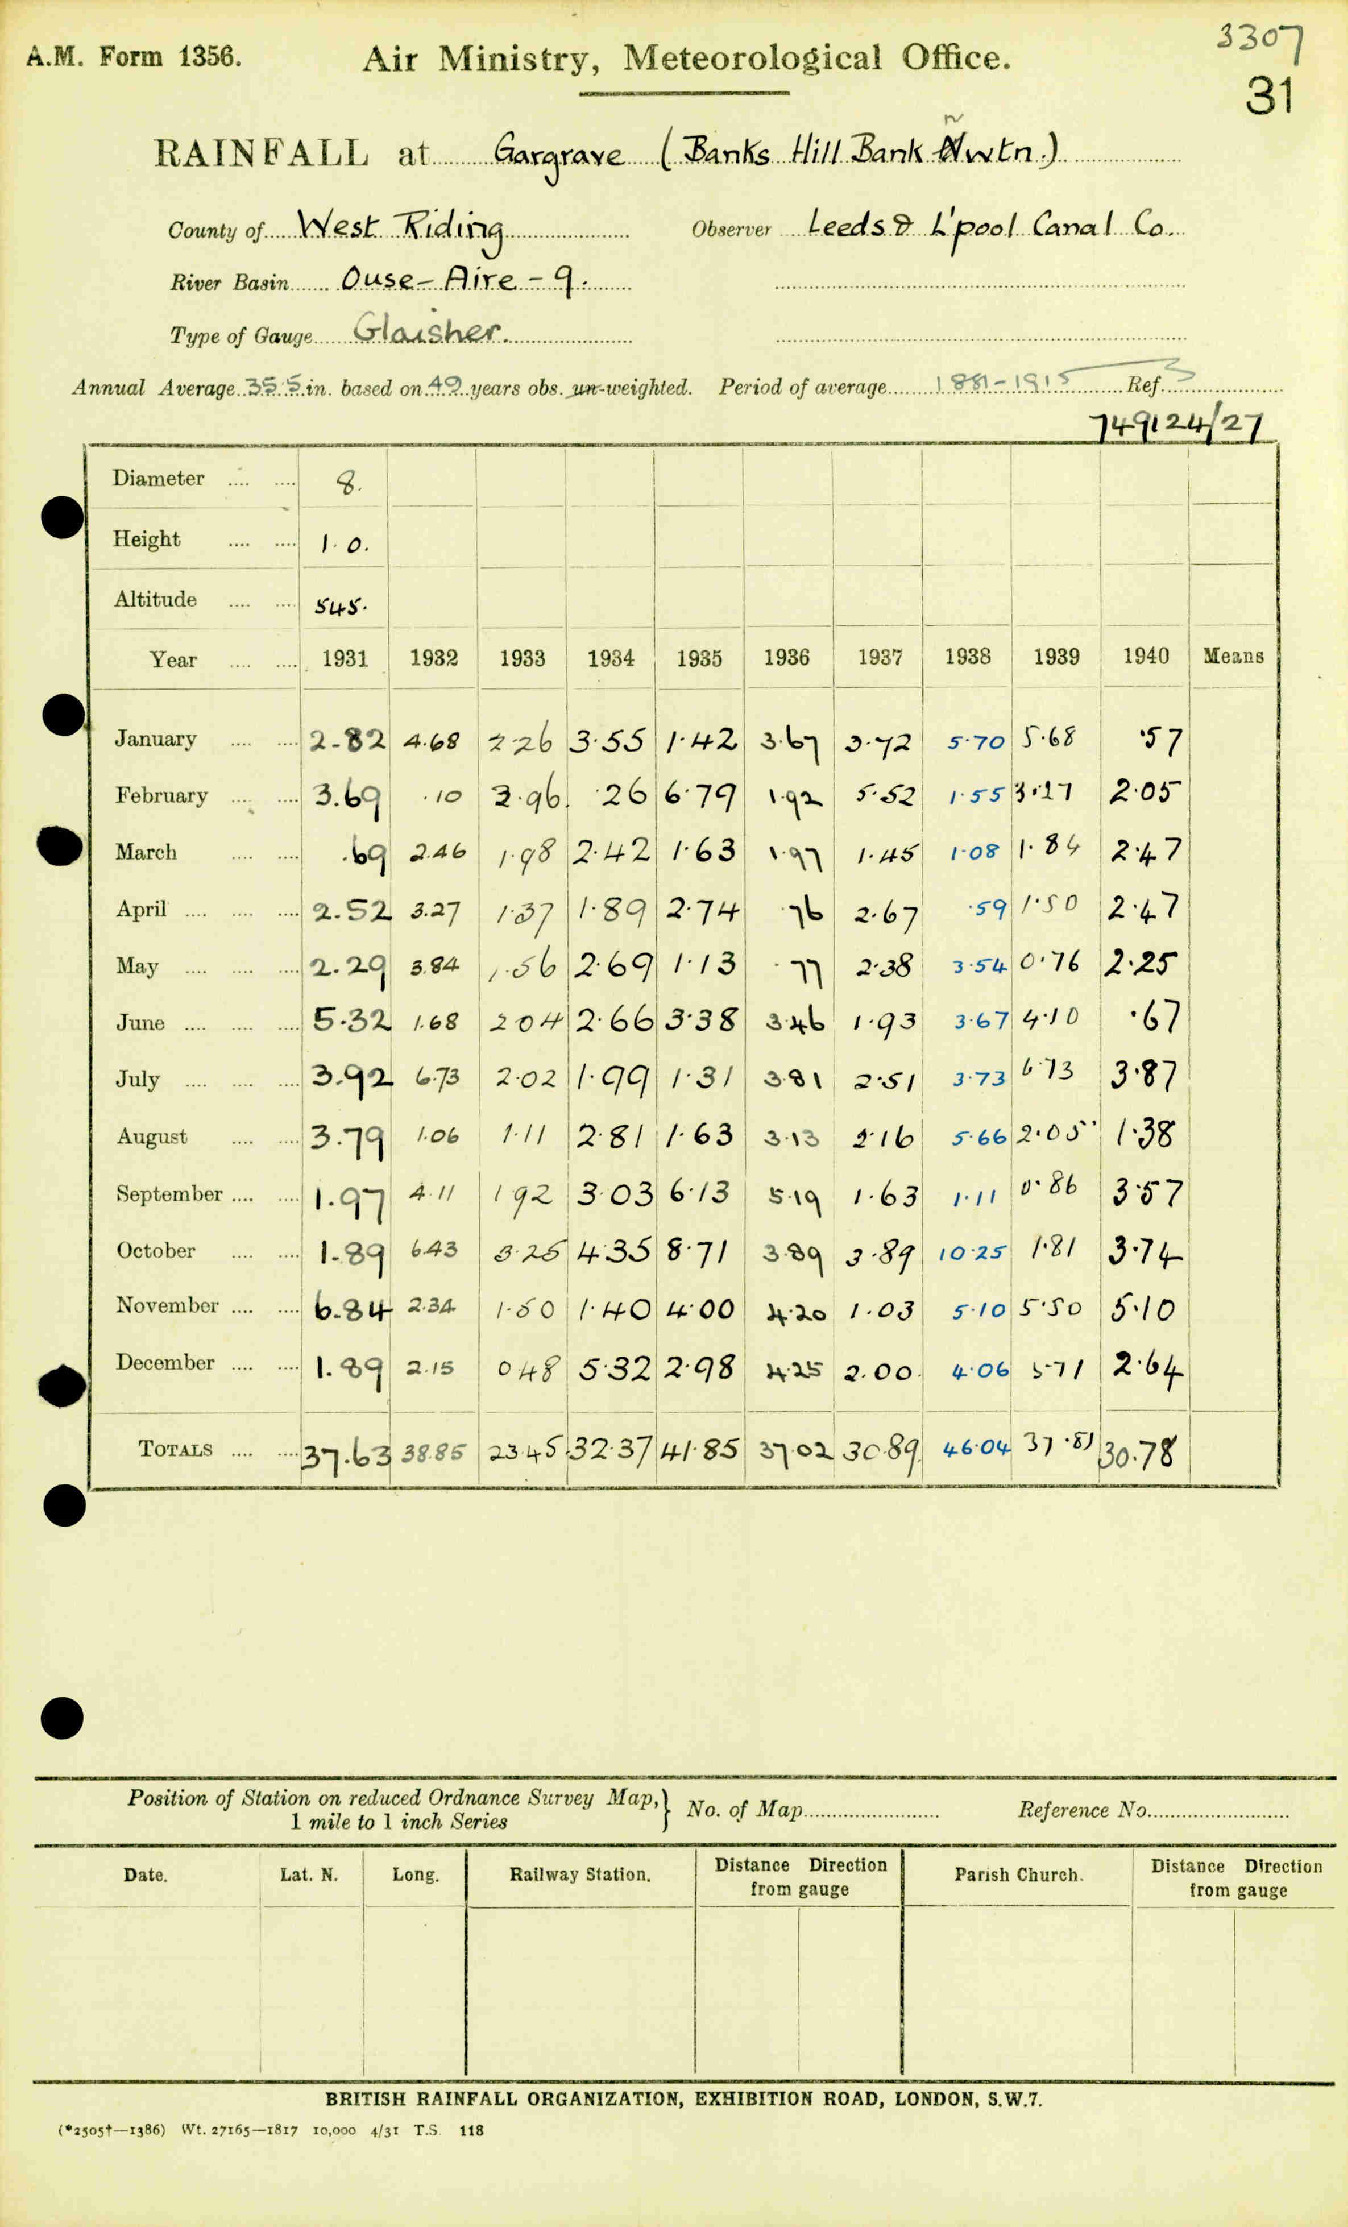 3307
A.M. Form 1356. Air Ministry, Meteorological Office.
31
RAINFALL at Gargrave (Banks Hill Bank Nwtn.)
County of West Riding Observer Leeds & L'pool Canal Co.
River Basin Ouse - Aire - 9.
Type of Gauge Glaisher.
Annual Average 35.5 in. based on 49 years obs. un-weighted. Period of average 1881-1915 Ref. 3
749124/27
Diameter 8.
Height 1.0.
Altitude 545.
Year 1931 1932 1933 1934 1935 1936 1937 1938 1939 1940 Means
January 2.82 4.68 2.26 3.55 1.42 3.67 3.72 5.70 5.68 .57
February 3.69 .10 3.96 .26 6.79 1.92 5.52 1.55 3.27 2.05
March .69 2.46 1.98 2.42 1.63 1.97 1.45 1.08 1.84 2.47
April 2.52 3.27 1.37 1.89 2.74 .76 2.67 .59 1.50 2.47
May 2.29 3.84 1.56 2.69 1.13 .77 2.38 3.54 0.76 2.25
June 5.32 1.68 2.04 2.66 3.38 3.46 1.93 3.67 4.10 .67
July 3.92 6.73 2.02 1.99 1.31 3.81 2.51 3.73 6.73 3.87
August 3.79 1.06 1.11 2.81 1.63 3.13 2.16 5.66 2.05 1.38
September 1.97 4.11 1.92 3.03 6.13 5.19 1.63 1.11 0.86 3.57
October 1.89 6.43 3.25 4.35 8.71 3.89 3.89 10.25 1.81 3.74
November 6.84 2.34 1.50 1.40 4.00 4.20 1.03 5.10 5.50 5.10
December 1.89 2.15 0.48 5.32 2.98 4.25 2.00 4.06 3.71 2.64
TOTALS 37.63 38.85 23.45 32.37 41.85 37.02 30.89 46.04 37.81 30.78
Position of Station on reduced Ordnance Survey Map,} No. of Map Reference No.
1 mile to 1 inch Series
Date. Lat. N. Long. Railway Station. Distance Direction Parish Church. Distance Direction
from gauge from gauge
BRITISH RAINFALL ORGANIZATION, EXHIBITION ROAD, LONDON, S.W.7.
(*2505†—1386) Wt. 27165—1817 10,000 4/31 T.S. 118